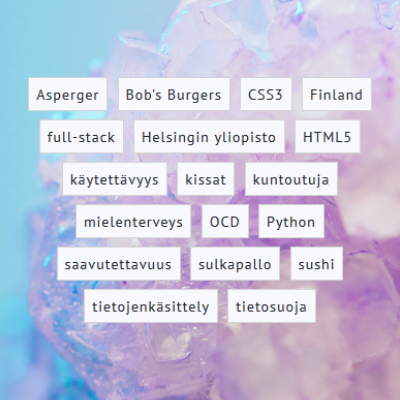 Asperger Bob's Burgers CSS3 Finland
full-stack Helsingin yliopisto HTML5
käytettävyys kissat kuntoutuja
mielenterveys OCD Python
saavutettavuus sulkapallo sushi
tietojenkäsittely tietosuoja